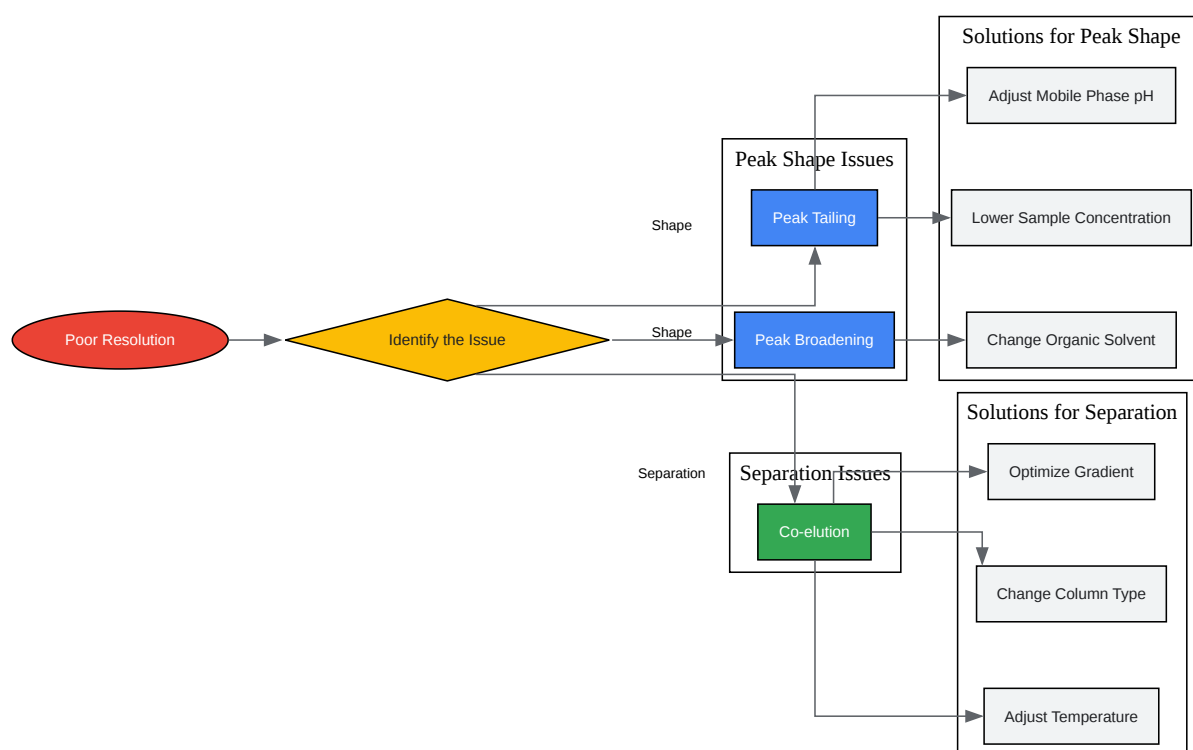 Solutions for Peak Shape
Adjust Mobile Phase pH
Peak Shape Issues
Peak Tailing
Lower Sample Concentration
Shape
Poor Resolution
Identify the Issue
Shape
Peak Broadening
Change Organic Solvent
Solutions for Separation
Separation
Separation Issues
Optimize Gradient
Co-elution
Change Column Type
Adjust Temperature